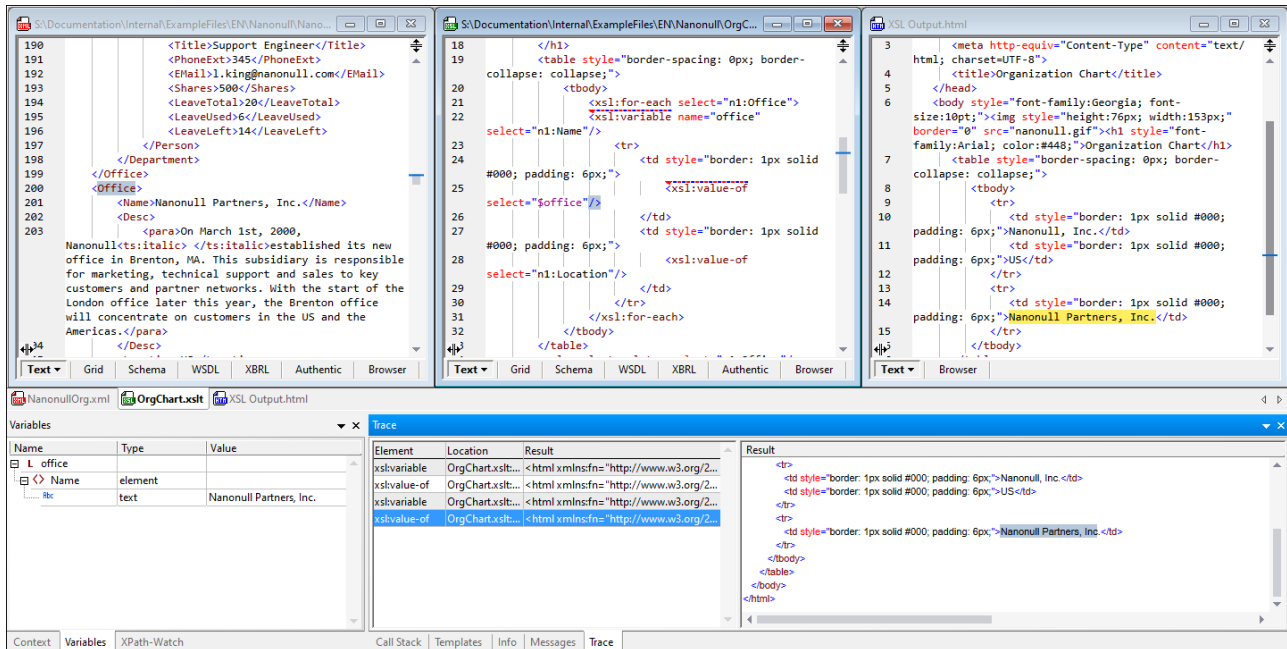 S:\Documentation\Internal\ExampleFiles\EN\Nanonull\Nano...
190 <Title>Support Engineer</Title>
191 <PhoneExt>345</PhoneExt>
192 <EMail>l.king@nanonull.com</EMail>
193 <Shares>500</Shares>
194 <LeaveTotal>20</LeaveTotal>
195 <LeaveUsed>6</LeaveUsed>
196 <LeaveLeft>14</LeaveLeft>
197 </Person>
198 </Department>
199 </Office>
200 <Office>
201 <Name>Nanonull Partners, Inc.</Name>
202 <Desc>
203 <para>On March 1st, 2000,
Nanonull<ts:italic> </ts:italic>established its new
office in Brenton, MA. This subsidiary is responsible
for marketing, technical support and sales to key
customers and partner networks. With the start of the
London office later this year, the Brenton office
will concentrate on customers in the US and the
Americas.</para>
</Desc>
Text Grid Schema WSDL XBRL Authentic Browser
S:\Documentation\Internal\ExampleFiles\EN\Nanonull\OrgC...
18 </h1>
19 <table style="border-spacing: 0px; border-
collapse: collapse;">
20 <tbody>
21 <xsl:for-each select="n1:Office">
22 <xsl:variable name="office"
select="n1:Name"/>
23 <tr>
24 <td style="border: 1px solid
#000; padding: 6px;">
25 <xsl:value-of
select="$office"/>
26 </td>
27 <td style="border: 1px solid
#000; padding: 6px;">
28 <xsl:value-of
select="n1:Location"/>
29 </td>
30 </tr>
31 </xsl:for-each>
32 </tbody>
</table>
Text Grid Schema WSDL XBRL Authentic Browser
XSL Output.html
3 <meta http-equiv="Content-Type" content="text/
html; charset=UTF-8">
4 <title>Organization Chart</title>
5 </head>
6 <body style="font-family:Georgia; font-
size:10pt;"><img style="height:76px; width:153px;"
border="0" src="nanonull.gif"><h1 style="font-
family:Arial; color:#448;">Organization Chart</h1>
7 <table style="border-spacing: 0px; border-
collapse: collapse;">
8 <tbody>
9 <tr>
10 <td style="border: 1px solid #000;
padding: 6px;">Nanonull, Inc.</td>
11 <td style="border: 1px solid #000;
padding: 6px;">US</td>
12 </tr>
13 <tr>
14 <td style="border: 1px solid #000;
padding: 6px;">Nanonull Partners, Inc.</td>
15 </tr>
</tbody>
Text Browser
NanonullOrg.xml OrgChart.xslt XSL Output.html
Variables
Name Type Value
L office
Name element
Abc text Nanonull Partners, Inc.
Context Variables XPath-Watch
Trace
Element Location Result
xsl:variable OrgChart.xslt:... <html xmlns:fn="http://www.w3.org/2...
xsl:value-of OrgChart.xslt:... <html xmlns:fn="http://www.w3.org/2...
xsl:variable OrgChart.xslt:... <html xmlns:fn="http://www.w3.org/2...
xsl:value-of OrgChart.xslt:... <html xmlns:fn="http://www.w3.org/2...
Result
<tr>
<td style="border: 1px solid #000; padding: 6px;">Nanonull, Inc.</td>
<td style="border: 1px solid #000; padding: 6px;">US</td>
</tr>
<tr>
<td style="border: 1px solid #000; padding: 6px;">Nanonull Partners, Inc.</td>
</tr>
</tbody>
</table>
</body>
</html>
Call Stack Templates Info Messages Trace